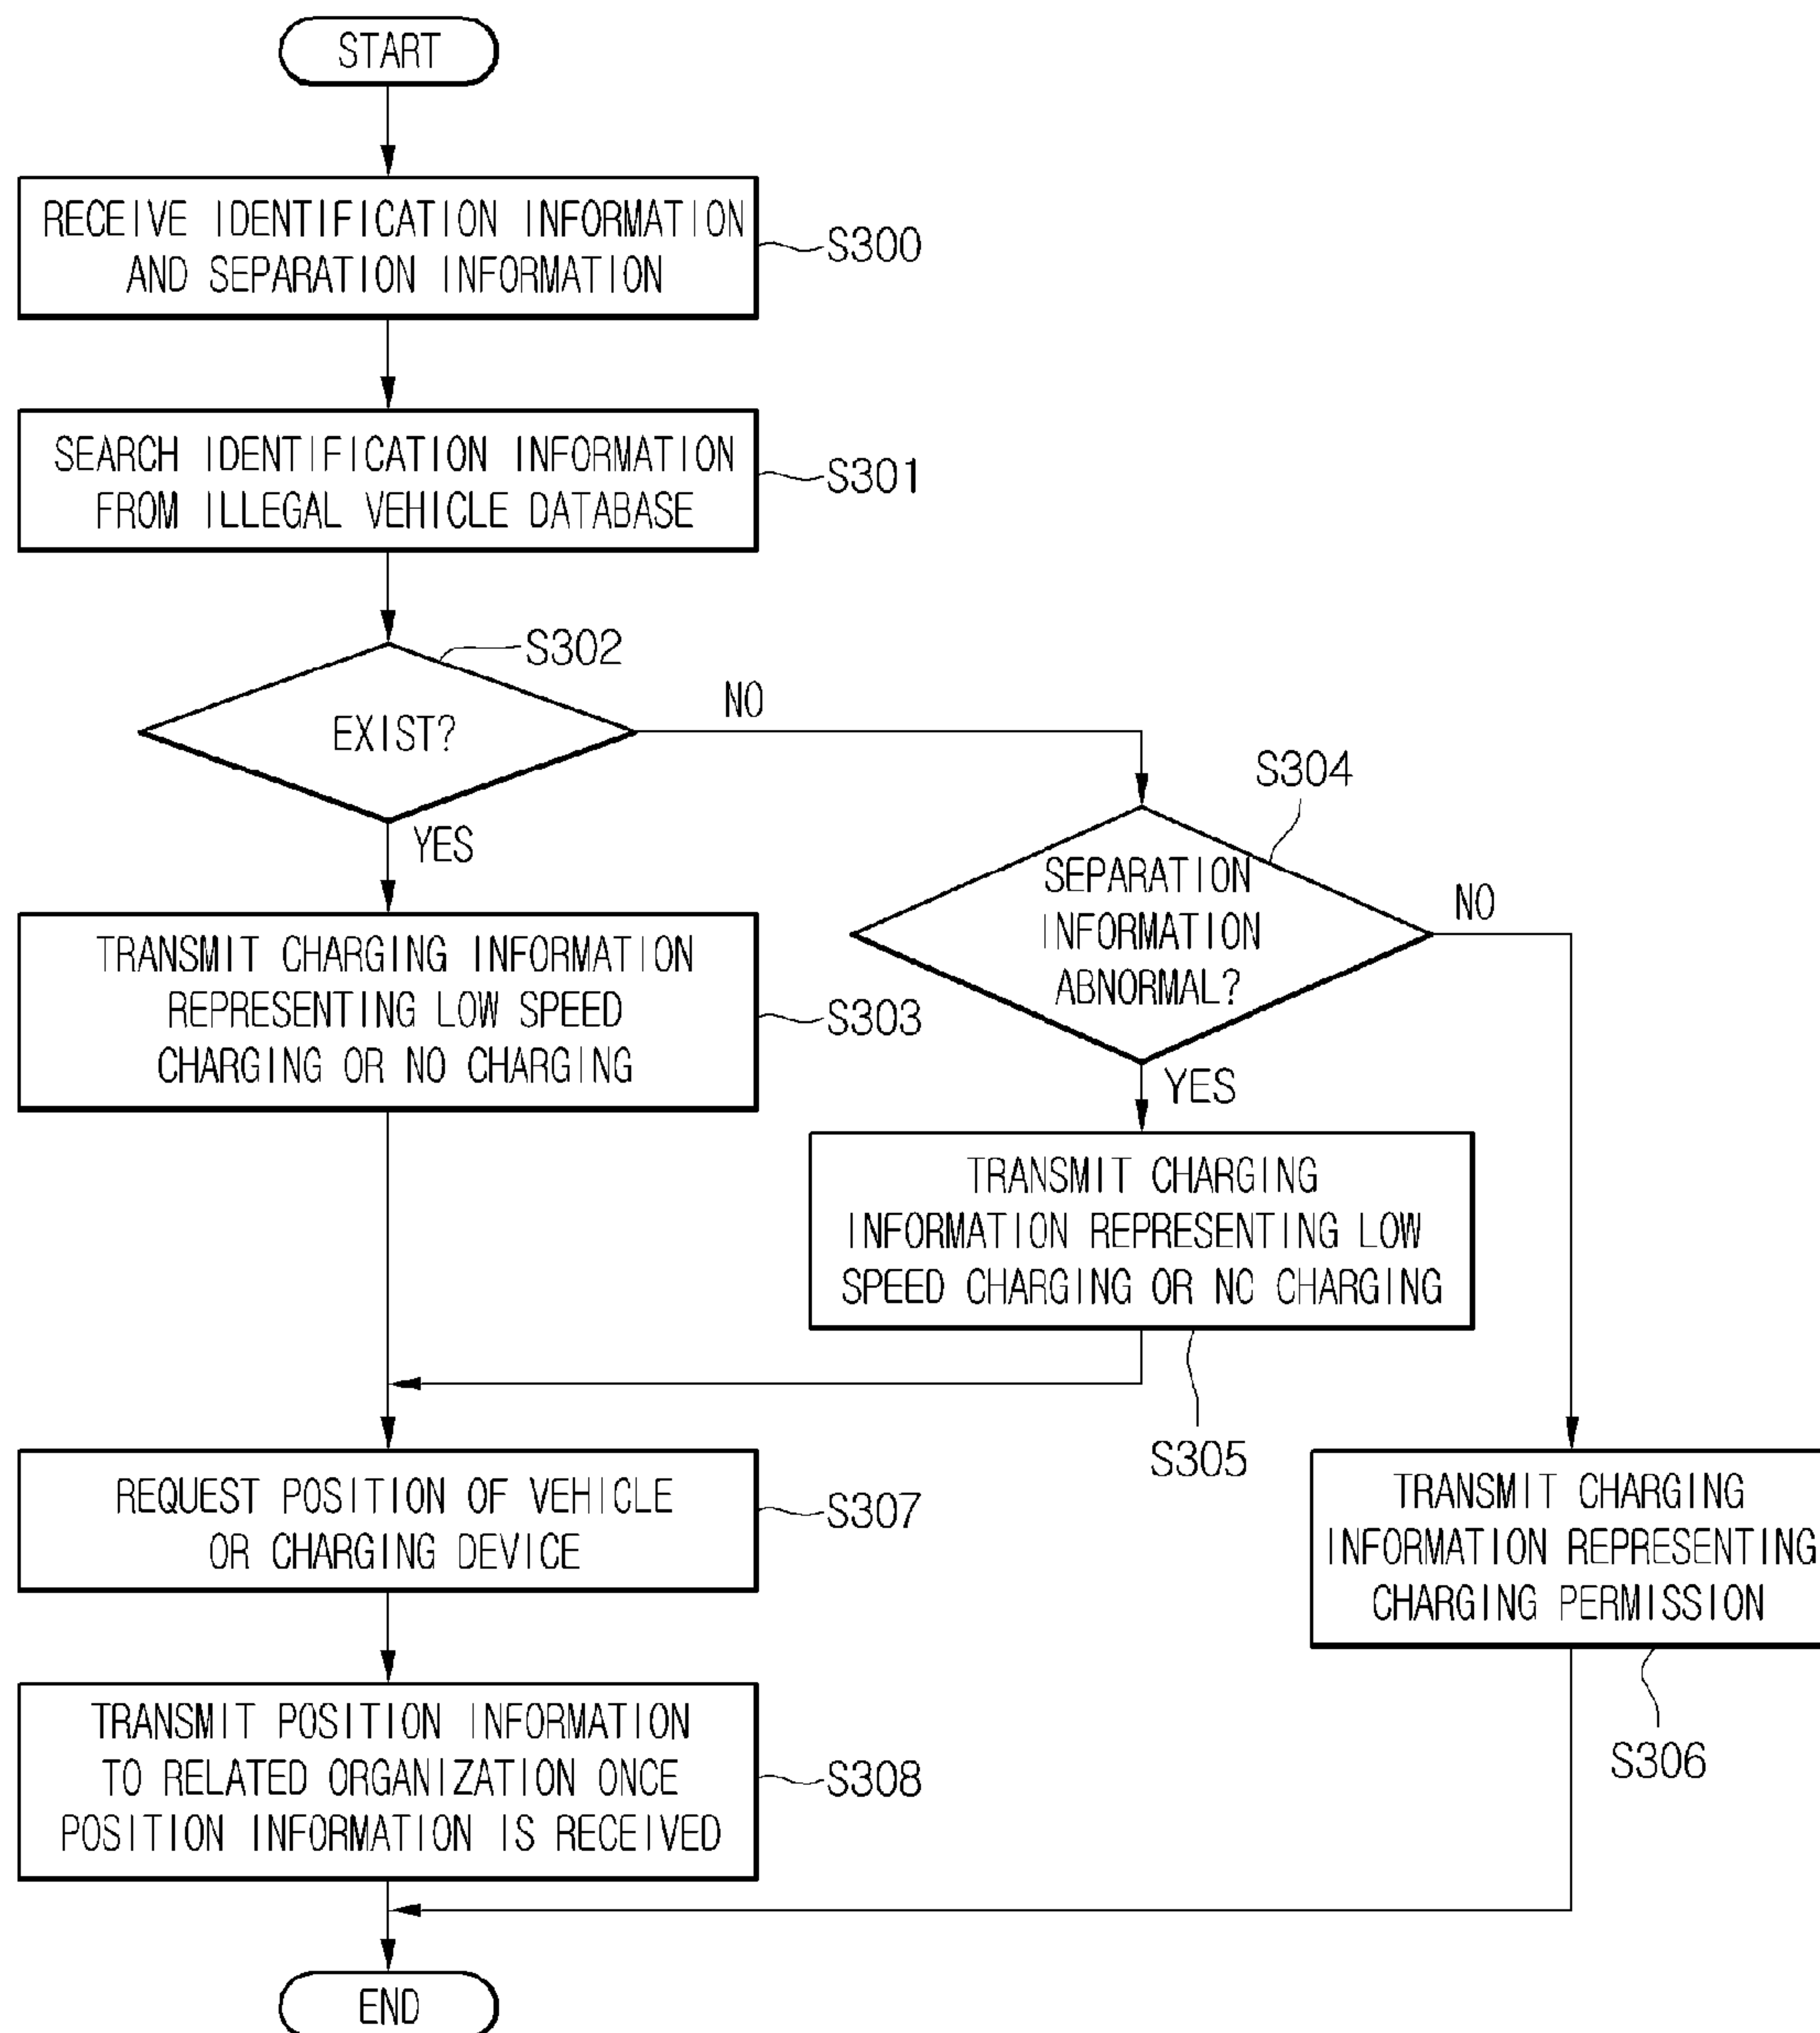 START
RECEIVE IDENTIFICATION INFORMATION
AND SEPARATION INFORMATION
S300
SEARCH IDENTIFICATION INFORMATION
FROM ILLEGAL VEHICLE DATABASE
S301
S302
EXIST?
NO
YES
S304
SEPARATION
INFORMATION
ABNORMAL?
NO
YES
TRANSMIT CHARGING INFORMATION
REPRESENTING LOW SPEED
CHARGING OR NO CHARGING
S303
TRANSMIT CHARGING
INFORMATION REPRESENTING LOW
SPEED CHARGING OR NC CHARGING
S305
REQUEST POSITION OF VEHICLE
OR CHARGING DEVICE
S307
TRANSMIT CHARGING
INFORMATION REPRESENTING
CHARGING PERMISSION
S306
TRANSMIT POSITION INFORMATION
TO RELATED ORGANIZATION ONCE
POSITION INFORMATION IS RECEIVED
S308
END